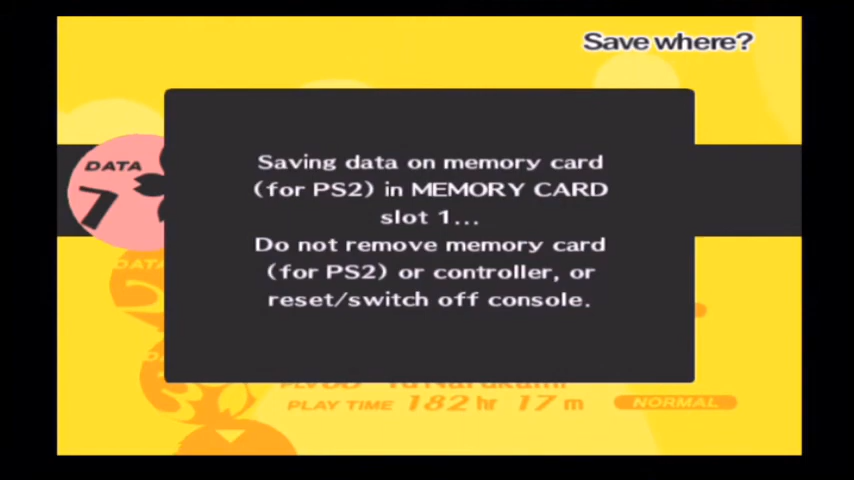 Save where?
DATA
7
Saving data on memory card
(for PS2) in MEMORY CARD
slot 1...
Do not remove memory card
(for PS2) or controller, or
reset/switch off console.
PLAY TIME 182 hr 17 m
NORMAL